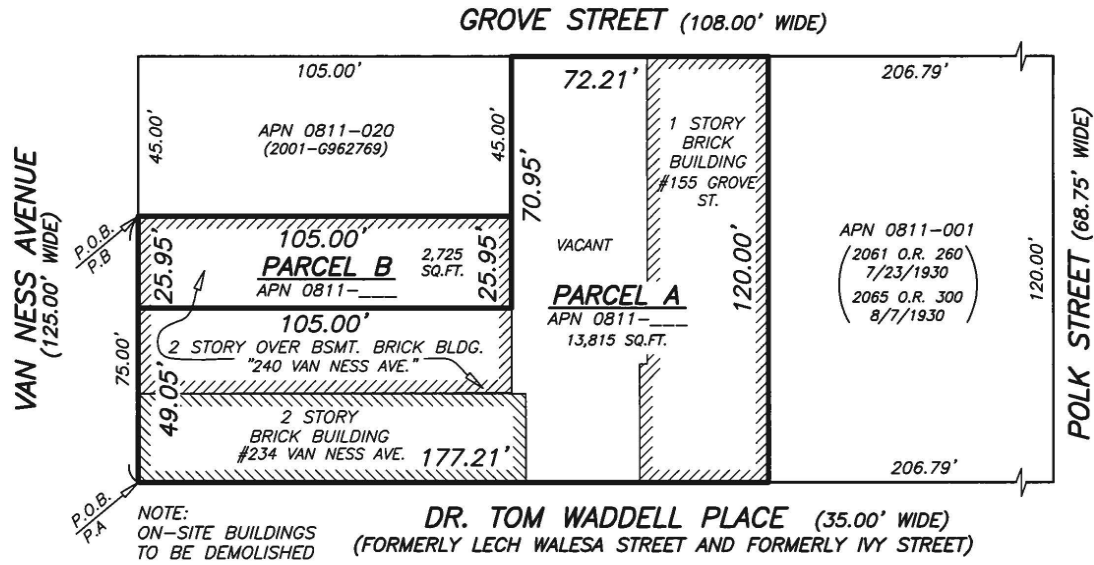 GROVE STREET (108.00' WIDE)
105.00'
45.00'
APN 0811-020
(2001-G962769)
45.00'
72.21'
70.95'
1 STORY
BRICK
BUILDING
#155 GROVE
ST.
VACANT
206.79'
APN 0811-001
2061 O.R. 260
7/23/1930
2065 O.R. 300
8/7/1930
120.00'
120.00'
POLK STREET (68.75' WIDE)
VAN NESS AVENUE
(125.00' WIDE)
P.O.B.
P.B
25.95'
105.00'
PARCEL B
APN 0811-___
2,725
SQ.FT.
25.95'
PARCEL A
APN 0811-___
13,815 SQ.FT.
105.00'
2 STORY OVER BSMT. BRICK BLDG.
"240 VAN NESS AVE."
75.00'
49.05'
2 STORY
BRICK BUILDING
#234 VAN NESS AVE.
177.21'
206.79'
P.O.B.
P.A
NOTE:
ON-SITE BUILDINGS
TO BE DEMOLISHED
DR. TOM WADDELL PLACE (35.00' WIDE)
(FORMERLY LECH WALESA STREET AND FORMERLY IVY STREET)